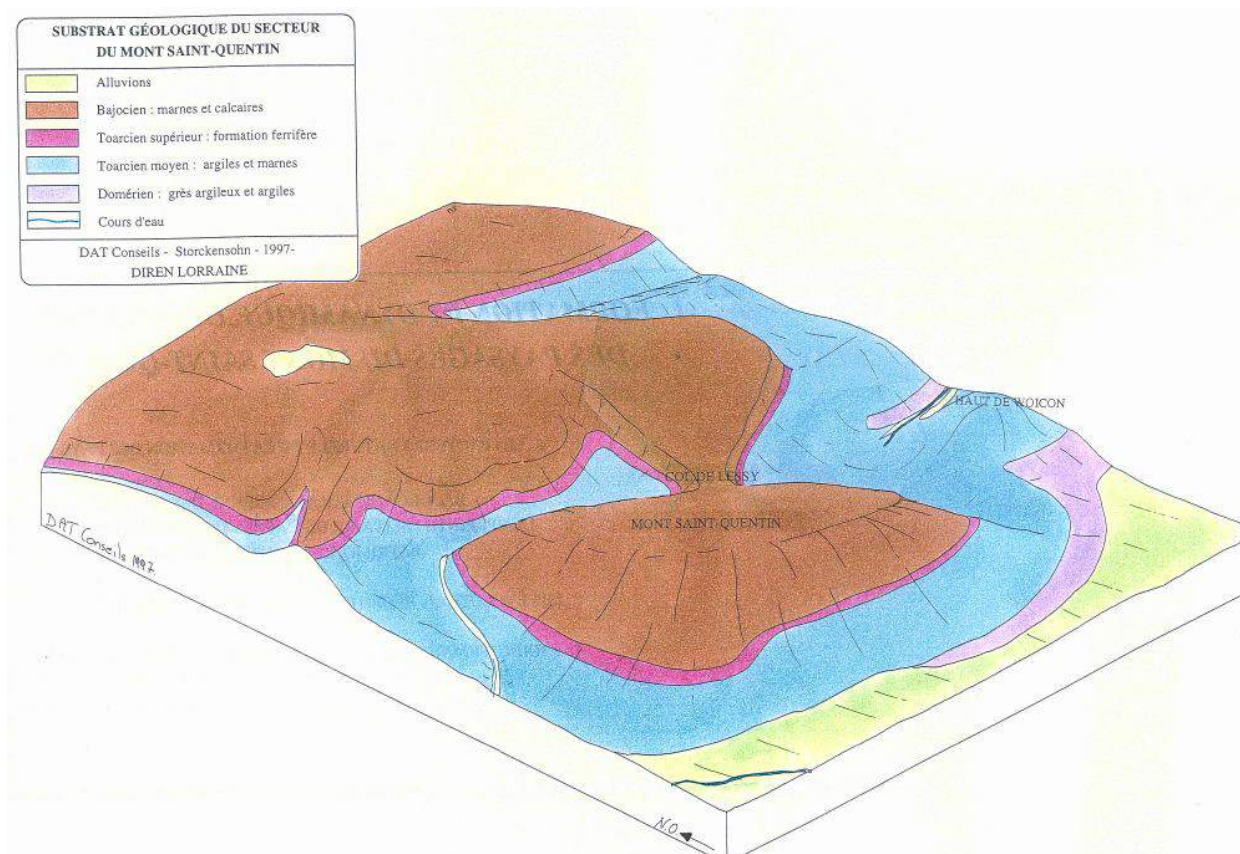 SUBSTRAT GÉOLOGIQUE DU SECTEUR
DU MONT SAINT-QUENTIN
Alluvions
Bajocien : marnes et calcaires
Toarcien supérieur : formation ferrifère
Toarcien moyen : argiles et marnes
Domérien : grès argileux et argiles
Cours d'eau
DAT Conseils - Storckensohn - 1997-
DIREN LORRAINE
HAUT DE WOICON
COL DE LESSY
MONT SAINT-QUENTIN
DAT Conseils 1997.
N.O.